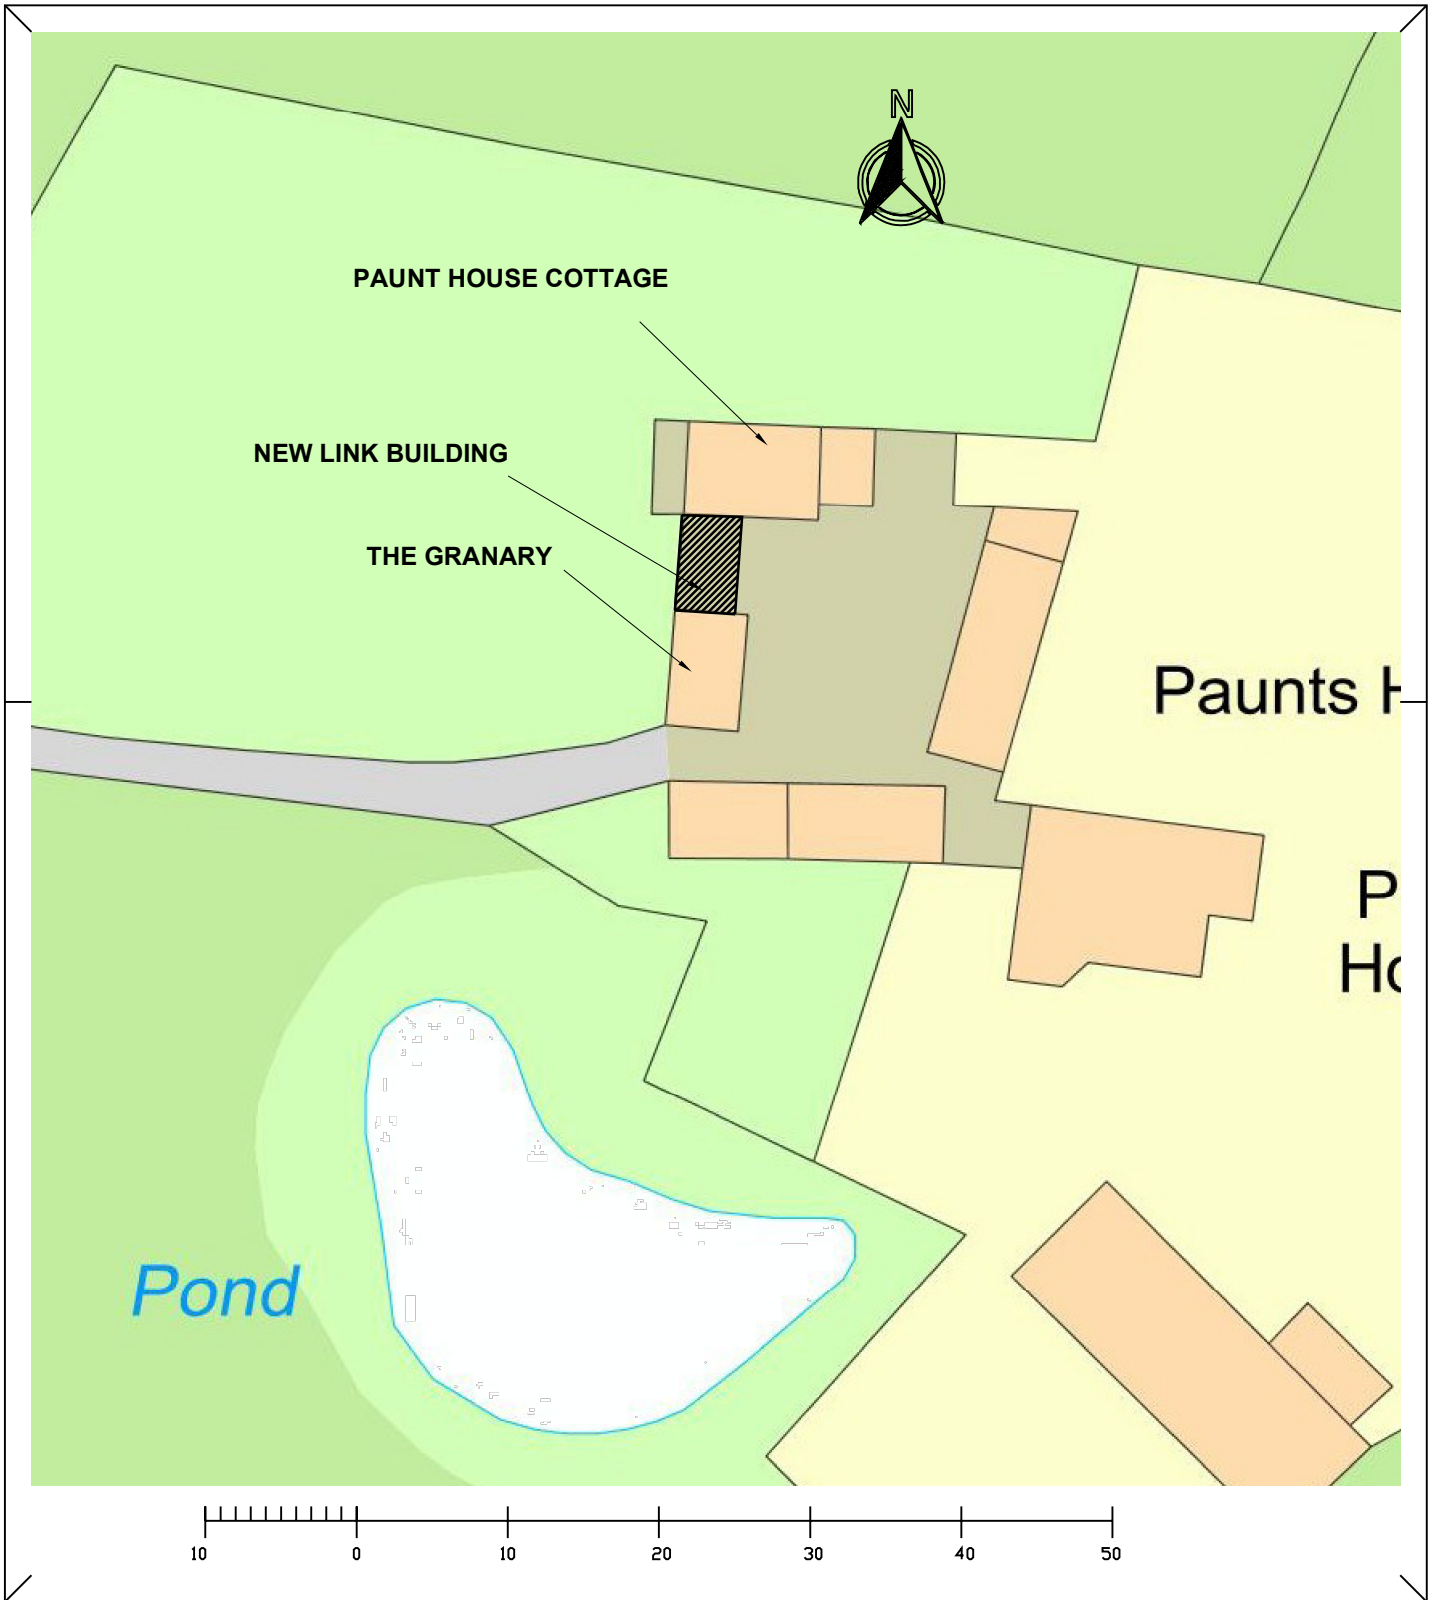 N
PAUNT HOUSE COTTAGE
NEW LINK BUILDING
THE GRANARY
Paunts H
P
Ho
Pond
10 0 10 20 30 40 50